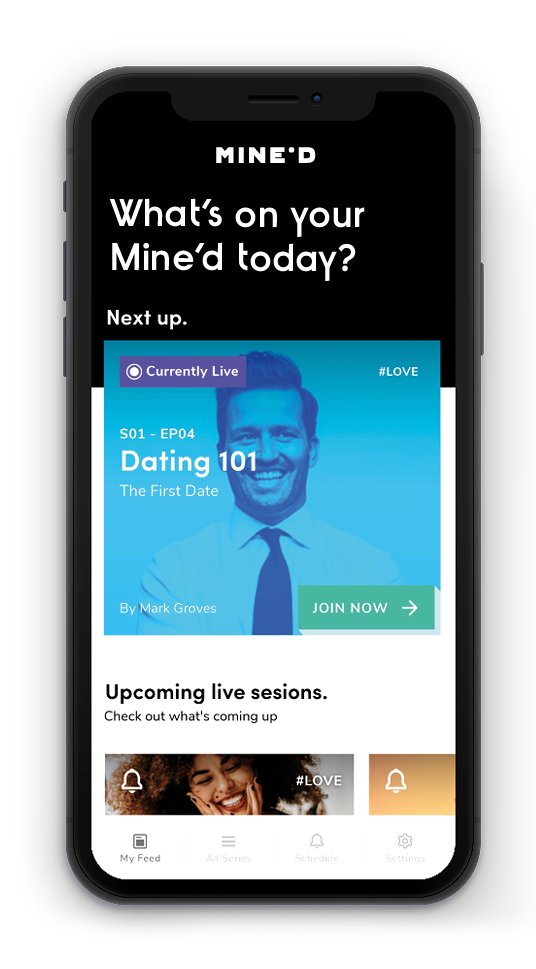 MINE'D
What's on your
Mine'd today?
Next up.
Currently Live
#LOVE
S01 - EP04
Dating 101
The First Date
By Mark Groves
JOIN NOW
Upcoming live sesions.
Check out what's coming up
#LOVE
My Feed
All Series
Schedule
Settings